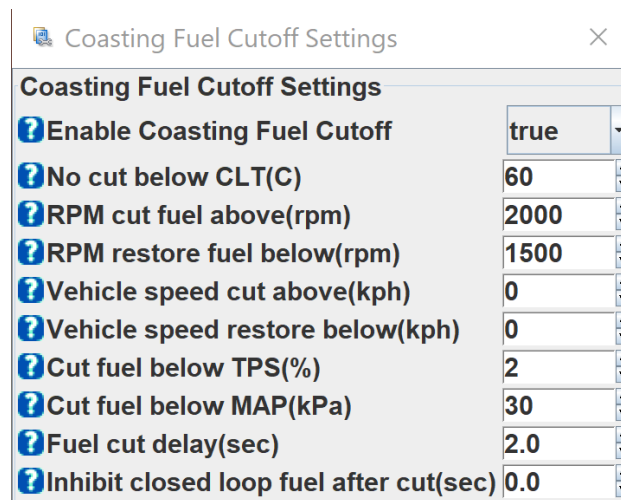 Coasting Fuel Cutoff Settings
Coasting Fuel Cutoff Settings
Enable Coasting Fuel Cutoff true
No cut below CLT(C) 60
RPM cut fuel above(rpm) 2000
RPM restore fuel below(rpm) 1500
Vehicle speed cut above(kph) 0
Vehicle speed restore below(kph) 0
Cut fuel below TPS(%) 2
Cut fuel below MAP(kPa) 30
Fuel cut delay(sec) 2.0
Inhibit closed loop fuel after cut(sec) 0.0